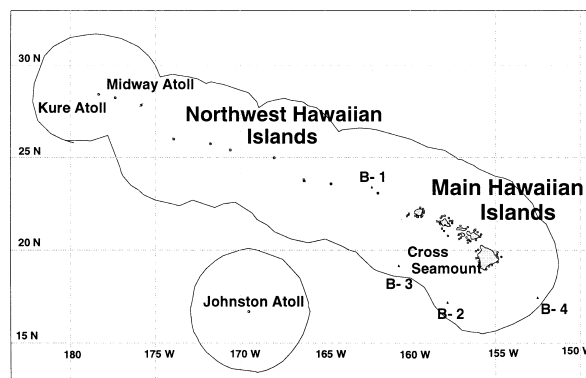 30 N
Midway Atoll
Kure Atoll
Northwest Hawaiian
Islands
25 N
B- 1
Main Hawaiian
Islands
20 N
Cross
Seamount
B- 3
Johnston Atoll
B- 2
B- 4
15 N
180
175 W
170 W
165 W
160 W
155 W
150 W